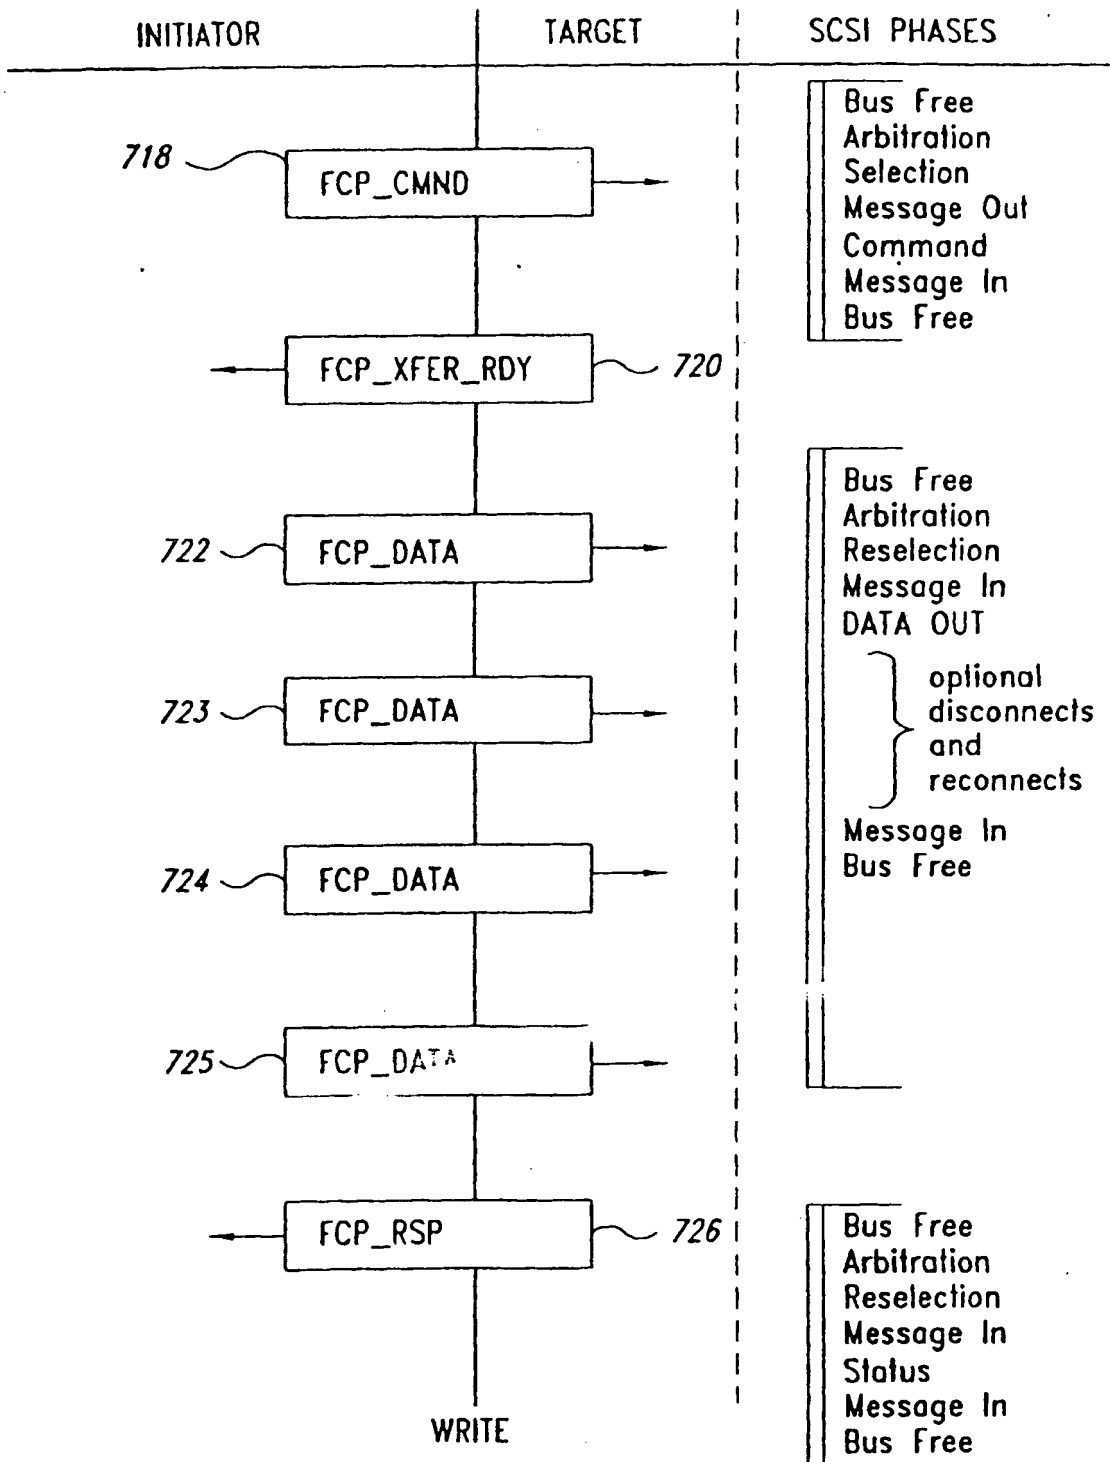 INITIATOR TARGET SCSI PHASES
718 FCP_CMND
Bus Free
Arbitration
Selection
Message Out
Command
Message In
Bus Free
FCP_XFER_RDY 720
722 FCP_DATA
723 FCP_DATA
724 FCP_DATA
725 FCP_DATA
Bus Free
Arbitration
Reselection
Message In
DATA OUT
optional
disconnects
and
reconnects
Message In
Bus Free
FCP_RSP 726
Bus Free
Arbitration
Reselection
Message In
Status
Message In
Bus Free
WRITE